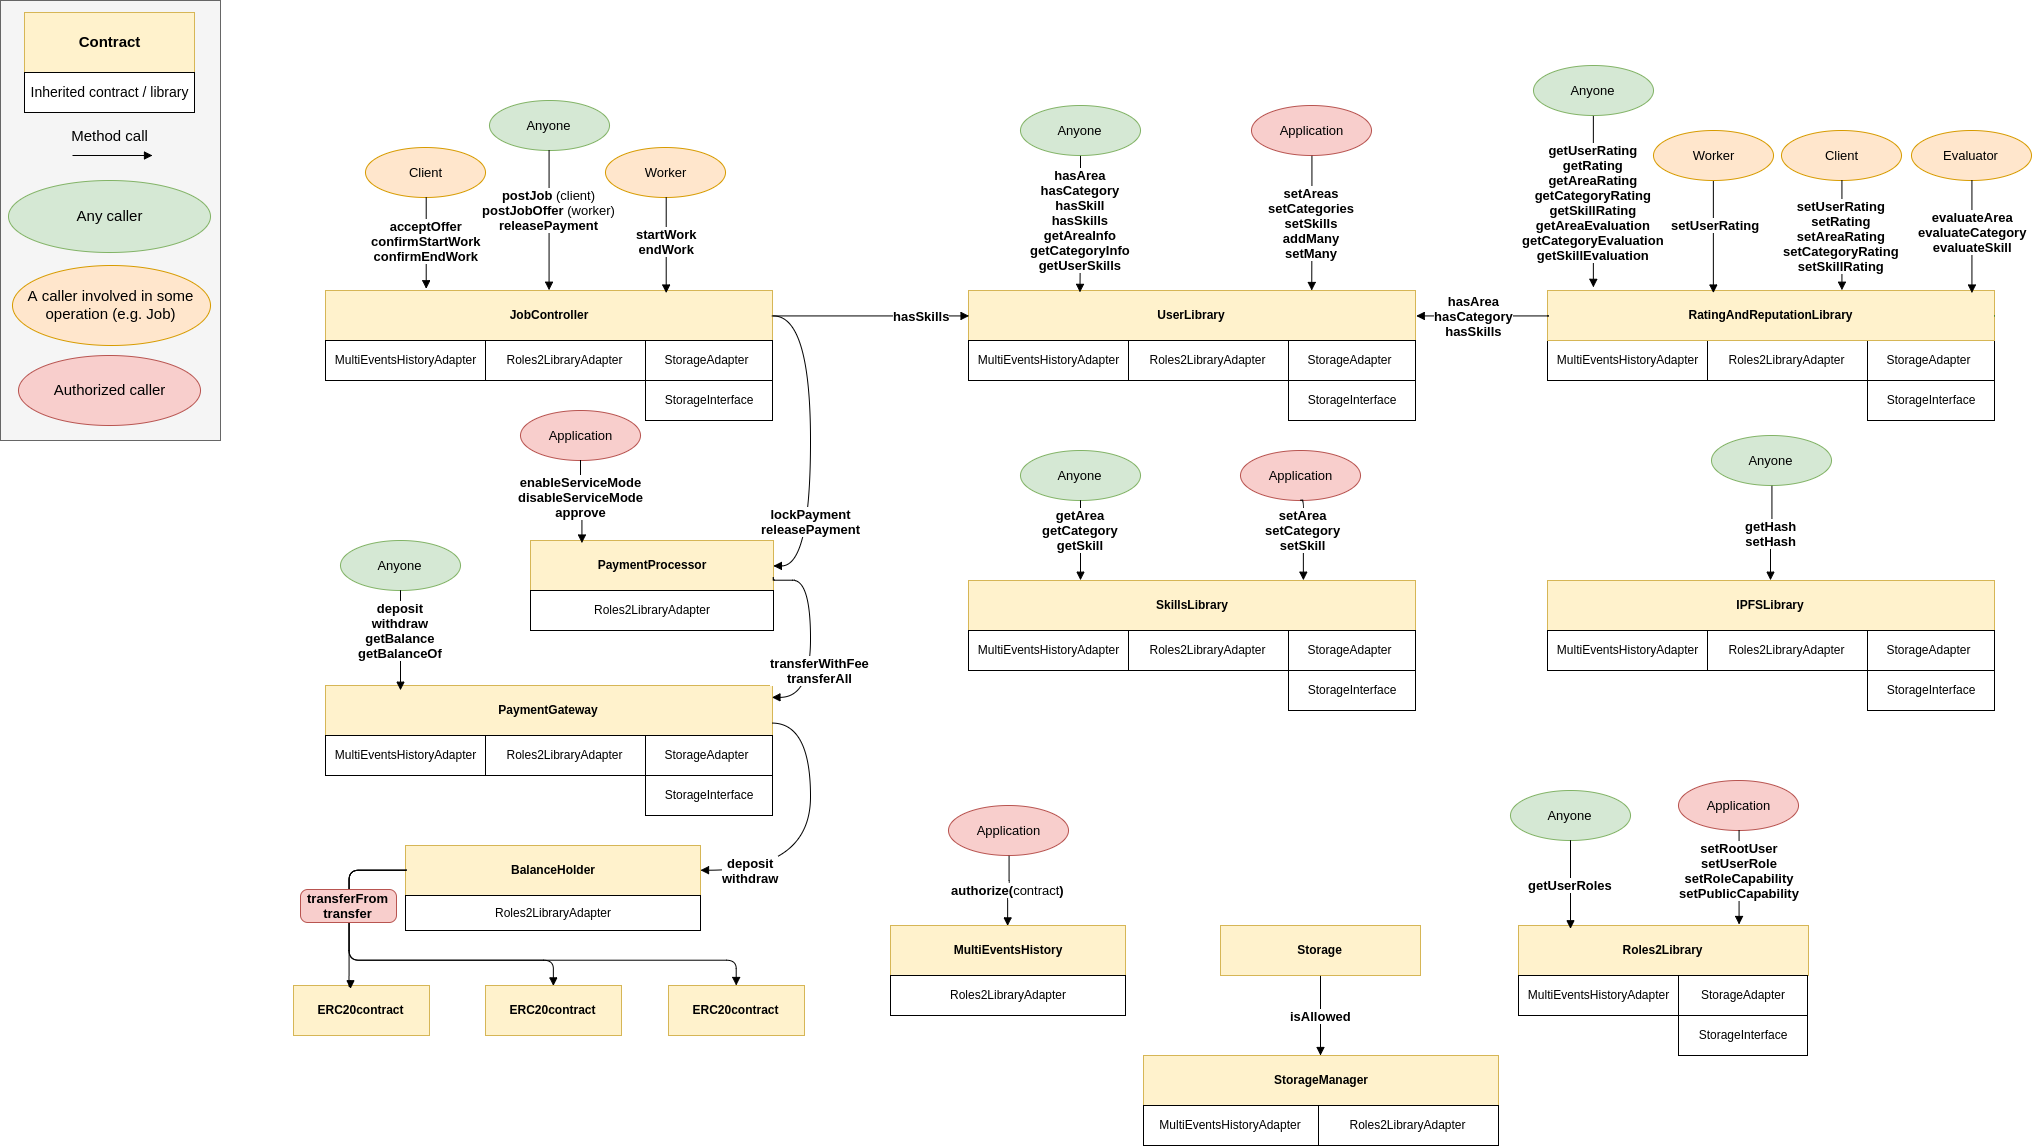 Contract
Inherited contract / library
Method call
Any caller
A caller involved in some
operation (e.g. Job)
Authorized caller
Client
acceptOffer
confirmStartWork
confirmEndWork
Anyone
postJob (client)
postJobOffer (worker)
releasePayment
Worker
startWork
endWork
JobController
MultiEventsHistoryAdapter
Roles2LibraryAdapter
StorageAdapter
StorageInterface
hasSkills
lockPayment
releasePayment
Anyone
hasArea
hasCategory
hasSkill
hasSkills
getAreaInfo
getCategoryInfo
getUserSkills
Application
setAreas
setCategories
setSkills
addMany
setMany
UserLibrary
MultiEventsHistoryAdapter
Roles2LibraryAdapter
StorageAdapter
StorageInterface
hasArea
hasCategory
hasSkills
Anyone
getUserRating
getRating
getAreaRating
getCategoryRating
getSkillRating
getAreaEvaluation
getCategoryEvaluation
getSkillEvaluation
Worker
setUserRating
Client
setUserRating
setRating
setAreaRating
setCategoryRating
setSkillRating
Evaluator
evaluateArea
evaluateCategory
evaluateSkill
RatingAndReputationLibrary
MultiEventsHistoryAdapter
Roles2LibraryAdapter
StorageAdapter
StorageInterface
Application
enableServiceMode
disableServiceMode
approve
PaymentProcessor
Roles2LibraryAdapter
transferWithFee
transferAll
Anyone
deposit
withdraw
getBalance
getBalanceOf
PaymentGateway
MultiEventsHistoryAdapter
Roles2LibraryAdapter
StorageAdapter
StorageInterface
deposit
withdraw
BalanceHolder
Roles2LibraryAdapter
transferFrom
transfer
ERC20contract
ERC20contract
ERC20contract
Anyone
getArea
getCategory
getSkill
Application
setArea
setCategory
setSkill
SkillsLibrary
MultiEventsHistoryAdapter
Roles2LibraryAdapter
StorageAdapter
StorageInterface
Anyone
getHash
setHash
IPFSLibrary
MultiEventsHistoryAdapter
Roles2LibraryAdapter
StorageAdapter
StorageInterface
Application
authorize(contract)
MultiEventsHistory
Roles2LibraryAdapter
Storage
isAllowed
StorageManager
MultiEventsHistoryAdapter
Roles2LibraryAdapter
Anyone
getUserRoles
Application
setRootUser
setUserRole
setRoleCapability
setPublicCapability
Roles2Library
MultiEventsHistoryAdapter
StorageAdapter
StorageInterface